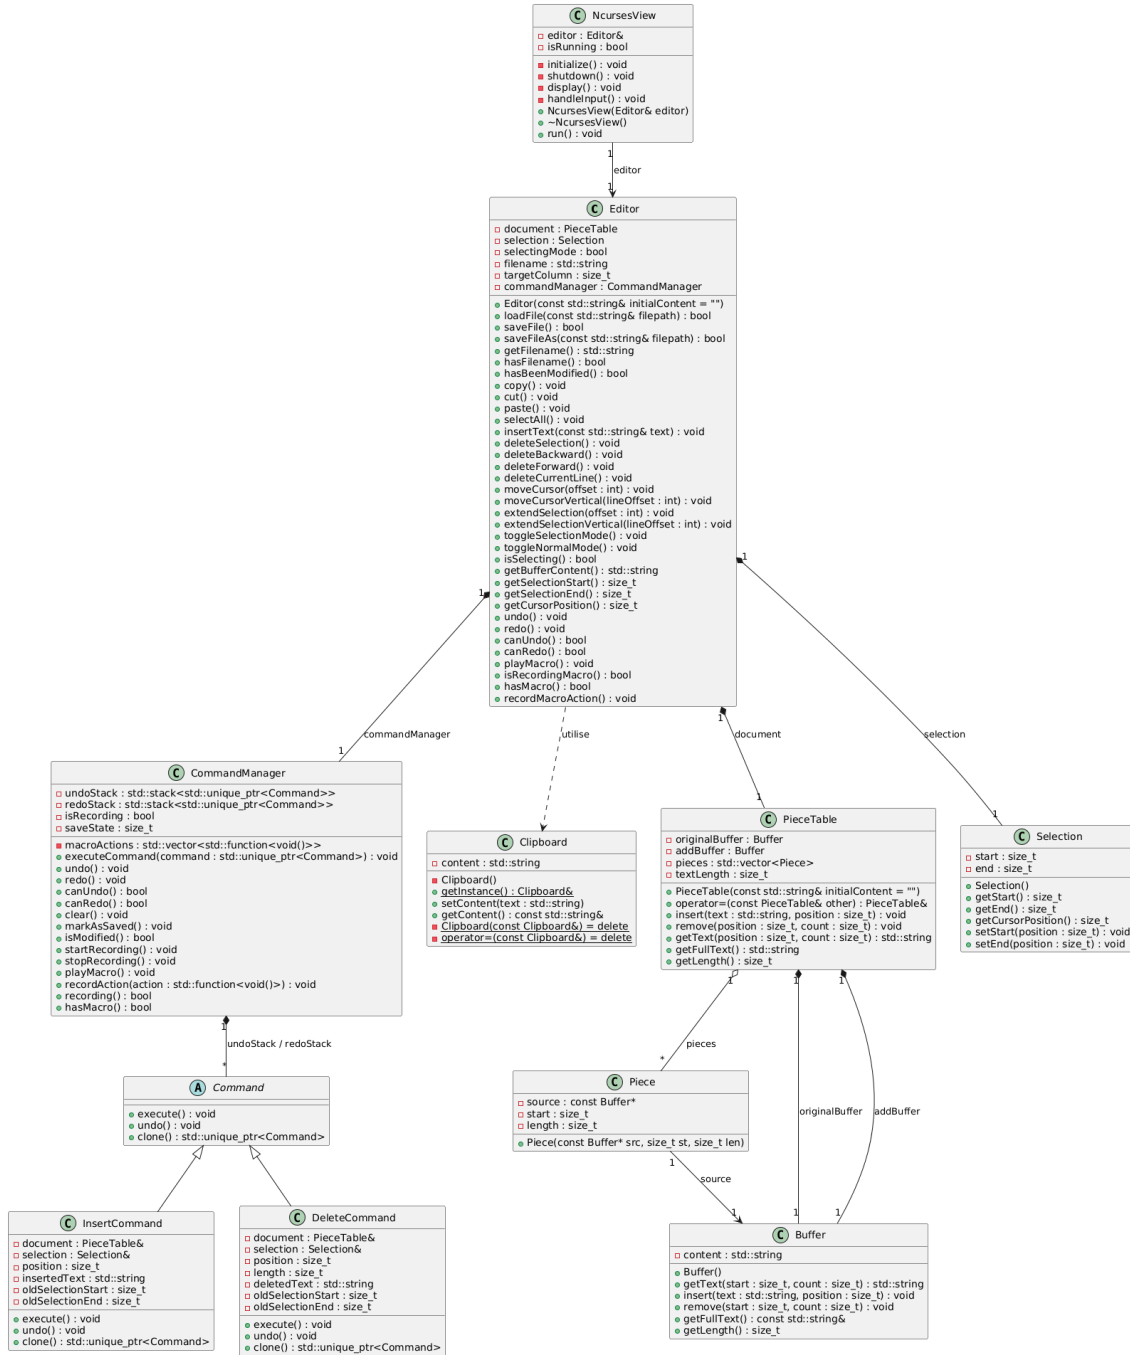 C NcursesView
editor : Editor&
isRunning : bool
initialize() : void
shutdown() : void
display() : void
handleInput() : void
NcursesView(Editor& editor)
~NcursesView()
run() : void
1
editor
1
C Editor
document : PieceTable
selection : Selection
selectingMode : bool
filename : std::string
targetColumn : size_t
commandManager : CommandManager
Editor(const std::string& initialContent = "")
loadFile(const std::string& filepath) : bool
saveFile() : bool
saveFileAs(const std::string& filepath) : bool
getFilename() : std::string
hasFilename() : bool
hasBeenModified() : bool
copy() : void
cut() : void
paste() : void
selectAll() : void
insertText(const std::string& text) : void
deleteSelection() : void
deleteBackward() : void
deleteForward() : void
deleteCurrentLine() : void
moveCursor(offset : int) : void
moveCursorVertical(lineOffset : int) : void
extendSelection(offset : int) : void
extendSelectionVertical(lineOffset : int) : void
toggleSelectionMode() : void
toggleNormalMode() : void
isSelecting() : bool
getBufferContent() : std::string
getSelectionStart() : size_t
getSelectionEnd() : size_t
getCursorPosition() : size_t
undo() : void
redo() : void
canUndo() : bool
canRedo() : bool
playMacro() : void
isRecordingMacro() : bool
hasMacro() : bool
recordMacroAction() : void
1
1
1
commandManager
utilise
document
selection
1
1
1
C CommandManager
undoStack : std::stack<std::unique_ptr<Command>>
redoStack : std::stack<std::unique_ptr<Command>>
isRecording : bool
saveState : size_t
macroActions : std::vector<std::function<void()>>
executeCommand(command : std::unique_ptr<Command>) : void
undo() : void
redo() : void
canUndo() : bool
canRedo() : bool
clear() : void
markAsSaved() : void
isModified() : bool
startRecording() : void
stopRecording() : void
playMacro() : void
recordAction(action : std::function<void()>) : void
recording() : bool
hasMacro() : bool
C Clipboard
content : std::string
Clipboard()
getInstance() : Clipboard&
setContent(text : std::string)
getContent() : const std::string&
Clipboard(const Clipboard&) = delete
operator=(const Clipboard&) = delete
C PieceTable
originalBuffer : Buffer
addBuffer : Buffer
pieces : std::vector<Piece>
textLength : size_t
PieceTable(const std::string& initialContent = "")
operator=(const PieceTable& other) : PieceTable&
insert(text : std::string, position : size_t) : void
remove(position : size_t, count : size_t) : void
getText(position : size_t, count : size_t) : std::string
getFullText() : std::string
getLength() : size_t
C Selection
start : size_t
end : size_t
Selection()
getStart() : size_t
getEnd() : size_t
getCursorPosition() : size_t
setStart(position : size_t) : void
setEnd(position : size_t) : void
1
undoStack / redoStack
*
1
1
1
pieces
*
originalBuffer
addBuffer
A Command
execute() : void
undo() : void
clone() : std::unique_ptr<Command>
C Piece
source : const Buffer*
start : size_t
length : size_t
Piece(const Buffer* src, size_t st, size_t len)
1
source
1
1
1
C InsertCommand
document : PieceTable&
selection : Selection&
position : size_t
insertedText : std::string
oldSelectionStart : size_t
oldSelectionEnd : size_t
execute() : void
undo() : void
clone() : std::unique_ptr<Command>
C DeleteCommand
document : PieceTable&
selection : Selection&
position : size_t
length : size_t
deletedText : std::string
oldSelectionStart : size_t
oldSelectionEnd : size_t
execute() : void
undo() : void
clone() : std::unique_ptr<Command>
C Buffer
content : std::string
Buffer()
getText(start : size_t, count : size_t) : std::string
insert(text : std::string, position : size_t) : void
remove(start : size_t, count : size_t) : void
getFullText() : const std::string&
getLength() : size_t